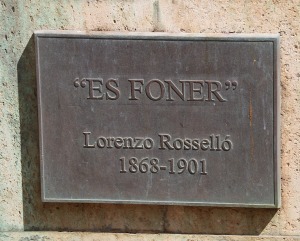 “ES FONER”
Lorenzo Rosselló
1868-1901